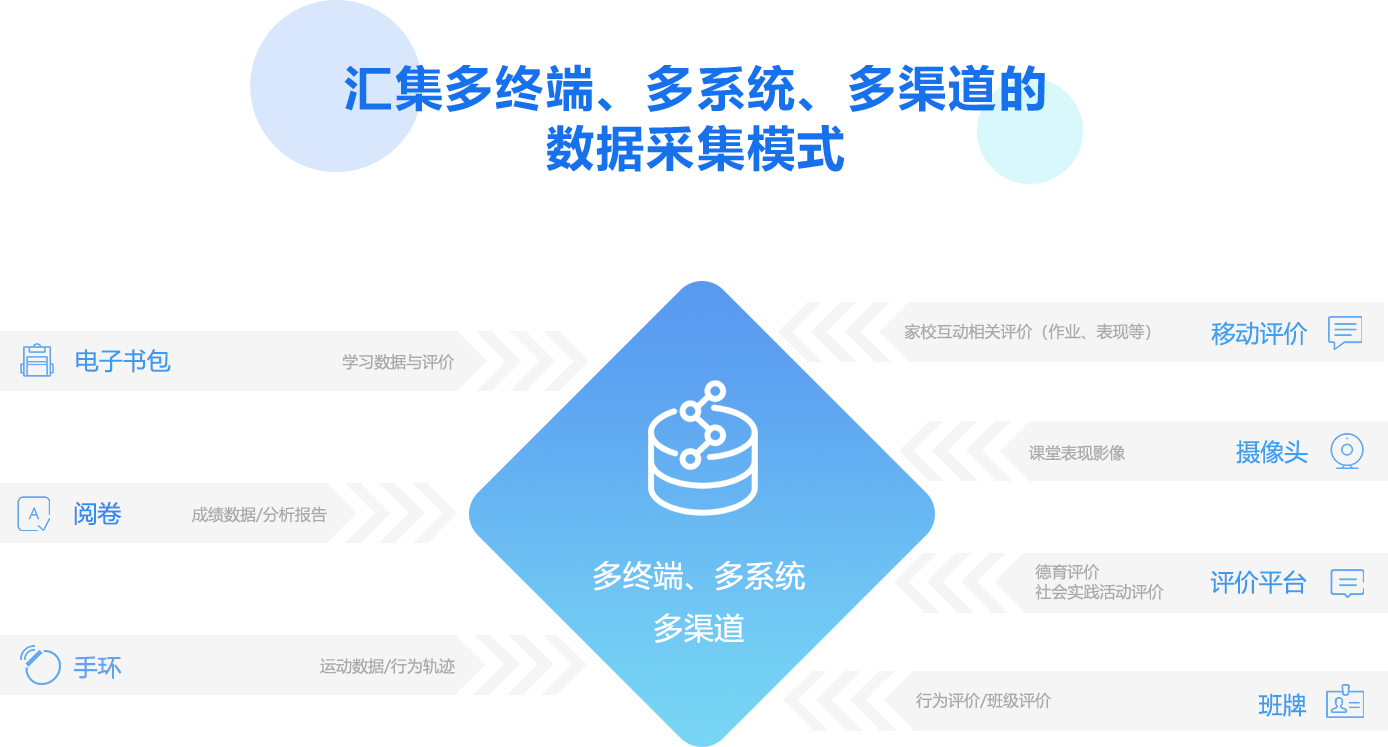 汇集多终端、多系统、多渠道的
数据采集模式
电子书包
学习数据与评价
阅卷
A
成绩数据/分析报告
手环
运动数据/行为轨迹
多终端、多系统
多渠道
家校互动相关评价（作业、表现等）
移动评价
课堂表现影像
摄像头
德育评价
社会实践活动评价
评价平台
行为评价/班级评价
班牌